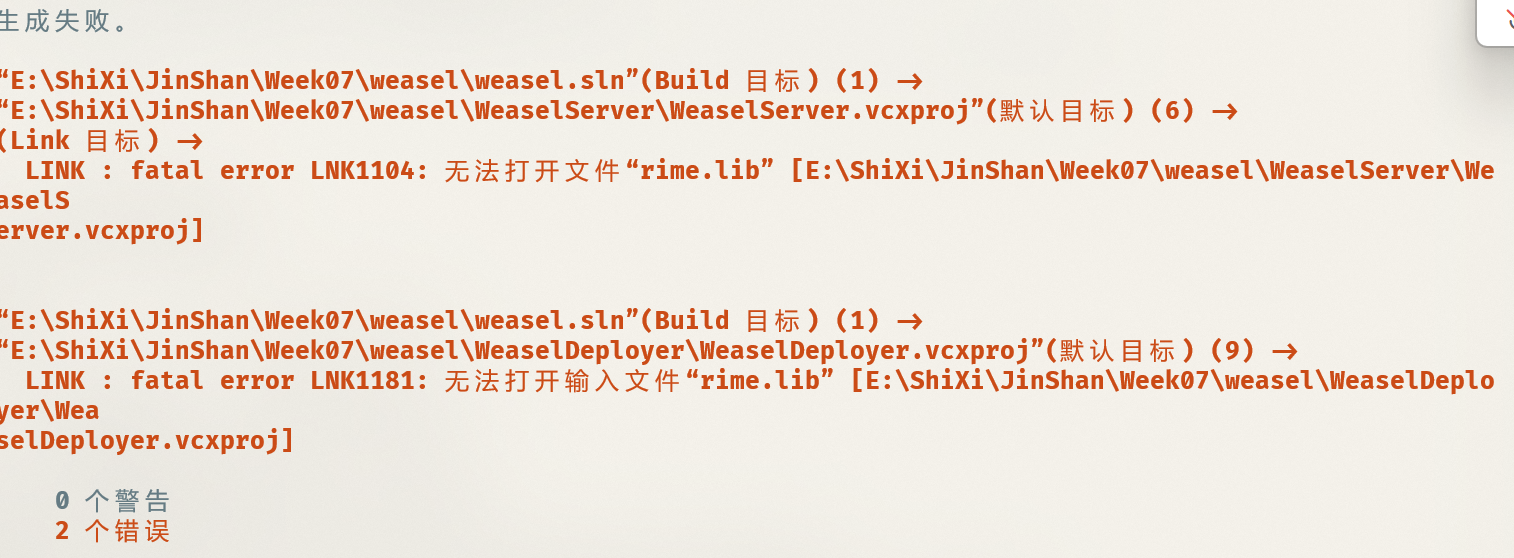 生成失败。
“E:\ShiXi\JinShan\Week07\weasel\weasel.sln”(Build 目标) (1) ->
“E:\ShiXi\JinShan\Week07\weasel\WeaselServer\WeaselServer.vcxproj”(默认目标) (6) ->
(Link 目标) ->
LINK : fatal error LNK1104: 无法打开文件“rime.lib” [E:\ShiXi\JinShan\Week07\weasel\WeaselServer\We
aselS
erver.vcxproj]
“E:\ShiXi\JinShan\Week07\weasel\weasel.sln”(Build 目标) (1) ->
“E:\ShiXi\JinShan\Week07\weasel\WeaselDeployer\WeaselDeployer.vcxproj”(默认目标) (9) ->
LINK : fatal error LNK1181: 无法打开输入文件“rime.lib” [E:\ShiXi\JinShan\Week07\weasel\WeaselDeplo
yer\Wea
selDeployer.vcxproj]
0 个警告
2 个错误